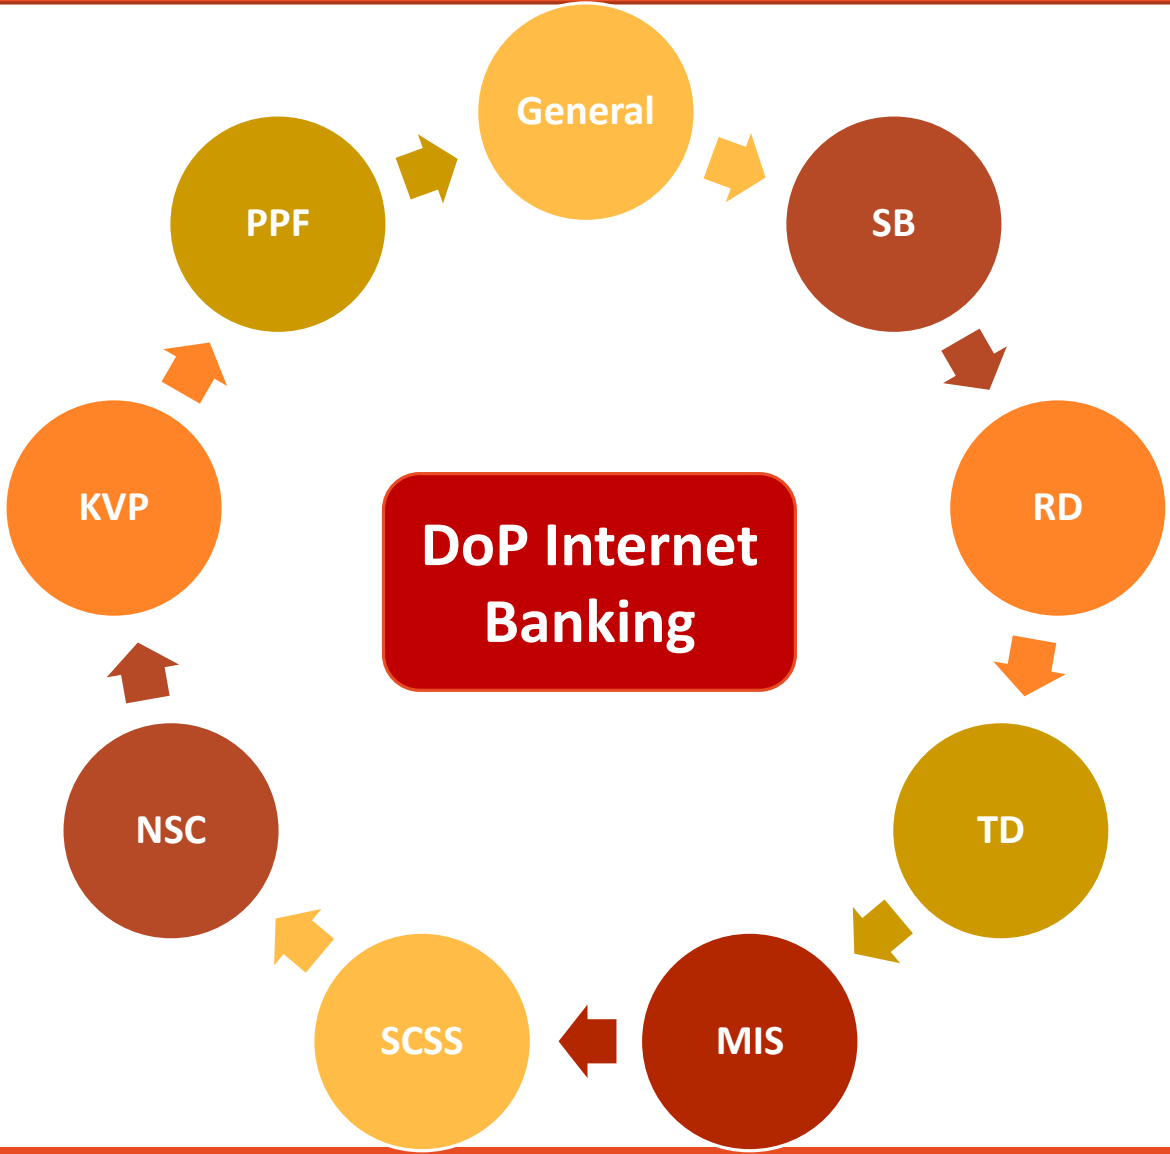 General
SB
RD
TD
MIS
SCSS
NSC
KVP
PPF
DoP Internet
Banking